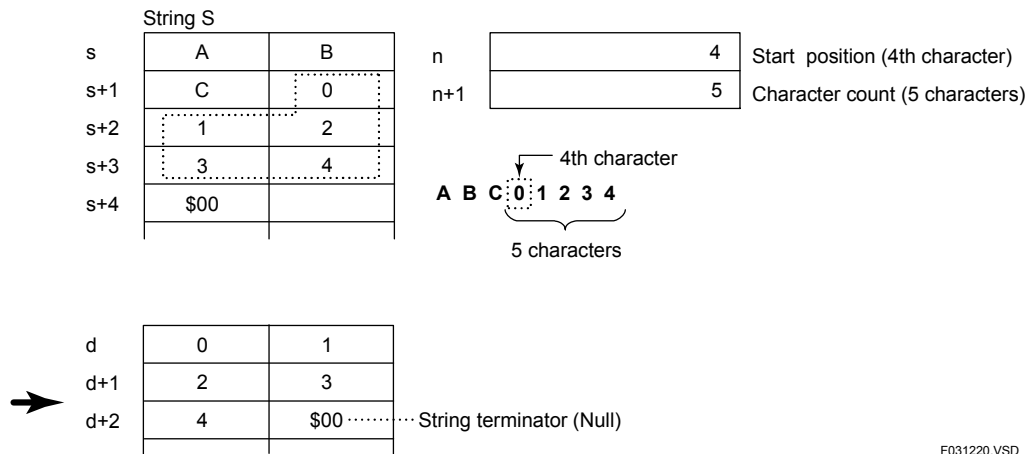 String S
s A B n 4 Start position (4th character)
s+1 C 0 n+1 5 Character count (5 characters)
s+2 1 2
s+3 3 4 4th character
s+4 $00 A B C 0 1 2 3 4
5 characters
d 0 1
d+1 2 3
d+2 4 $00 String terminator (Null)
F031220.VSD